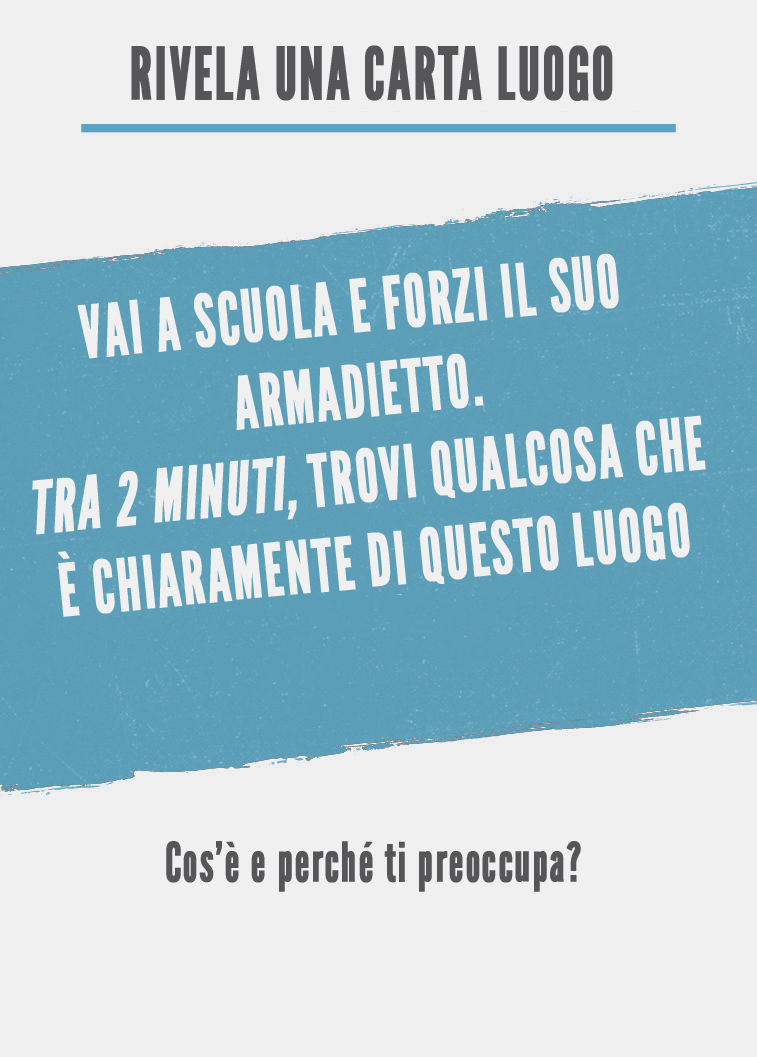 RIVELA UNA CARTA LUOGO
VAI A SCUOLA E FORZI IL SUO
ARMADIETTO.
TRA 2 MINUTI, TROVI QUALCOSA CHE
È CHIARAMENTE DI QUESTO LUOGO
Cos'è e perché ti preoccupa?